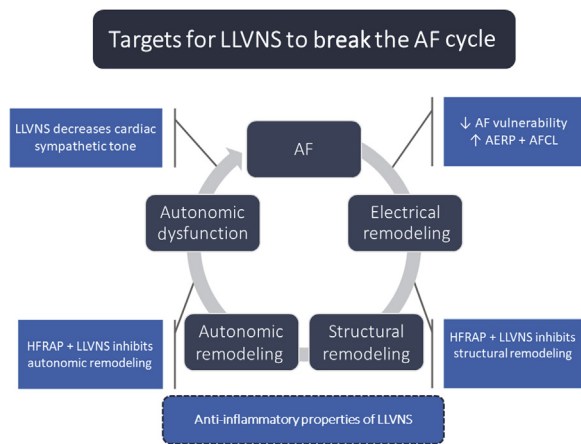 Targets for LLVNS to break the AF cycle
LLVNS decreases cardiac
sympathetic tone
↓ AF vulnerability
↑ AERP + AFCL
AF
Autonomic
dysfunction
Electrical
remodeling
Autonomic
remodeling
Structural
remodeling
HFRAP + LLVNS inhibits
autonomic remodeling
HFRAP + LLVNS inhibits
structural remodeling
Anti-inflammatory properties of LLVNS